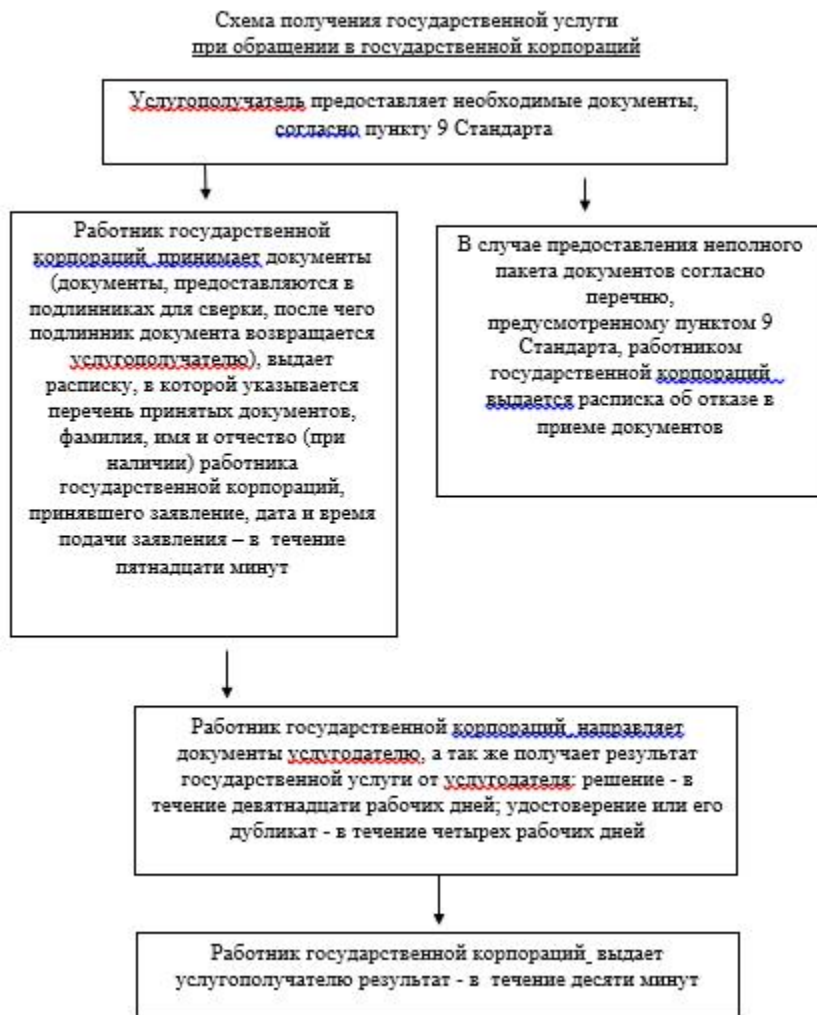 Схема получения государственной услуги
при обращении в государственной корпораций
Услугополучатель предоставляет необходимые документы,
согласно пункту 9 Стандарта
Работник государственной
корпораций принимает документы
(документы, предоставляются в
подлинниках для сверки, после чего
подлинник документа возвращается
услугополучателю), выдает
расписку, в которой указывается
перечень принятых документов,
фамилия, имя и отчество (при
наличии) работника
государственной корпораций,
принявшего заявление, дата и время
подачи заявления – в течение
пятнадцати минут
В случае предоставления неполного
пакета документов согласно
перечню,
предусмотренному пунктом 9
Стандарта, работником
государственной корпораций
выдается расписка об отказе в
приеме документов
Работник государственной корпораций направляет
документы услугодателю, а так же получает результат
государственной услуги от услугодателя: решение - в
течение девятнадцати рабочих дней; удостоверение или его
дубликат - в течение четырех рабочих дней
Работник государственной корпораций выдает
услугополучателю результат - в течение десяти минут